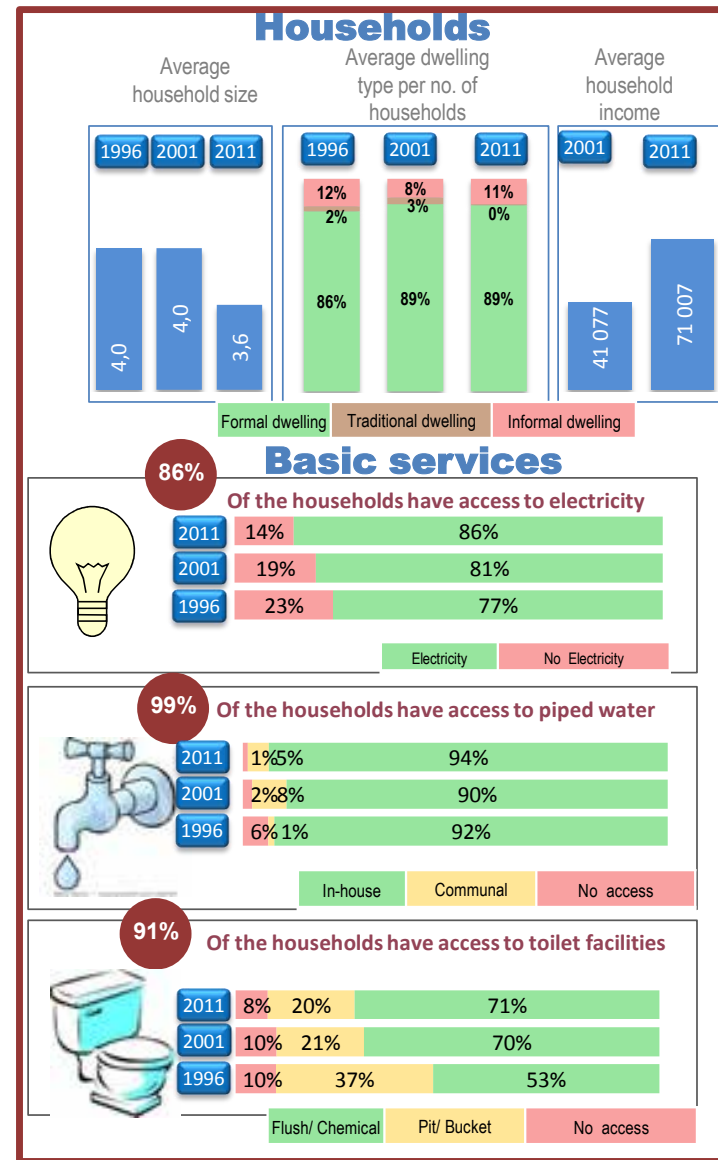 Households
Average
household size
Average dwelling
type per no. of
households
Average
household
income
1996 2001 2011
1996 2001 2011
2001 2011
12% 8% 11%
2% 3% 0%
86% 89% 89%
4,0 4,0 3,6
41 077 71 007
Formal dwelling Traditional dwelling Informal dwelling
Basic services
86%
Of the households have access to electricity
2011 14% 86%
2001 19% 81%
1996 23% 77%
Electricity No Electricity
99%
Of the households have access to piped water
2011 1% 5% 94%
2001 2% 8% 90%
1996 6% 1% 92%
In-house Communal No access
91%
Of the households have access to toilet facilities
2011 8% 20% 71%
2001 10% 21% 70%
1996 10% 37% 53%
Flush/ Chemical Pit/ Bucket No access